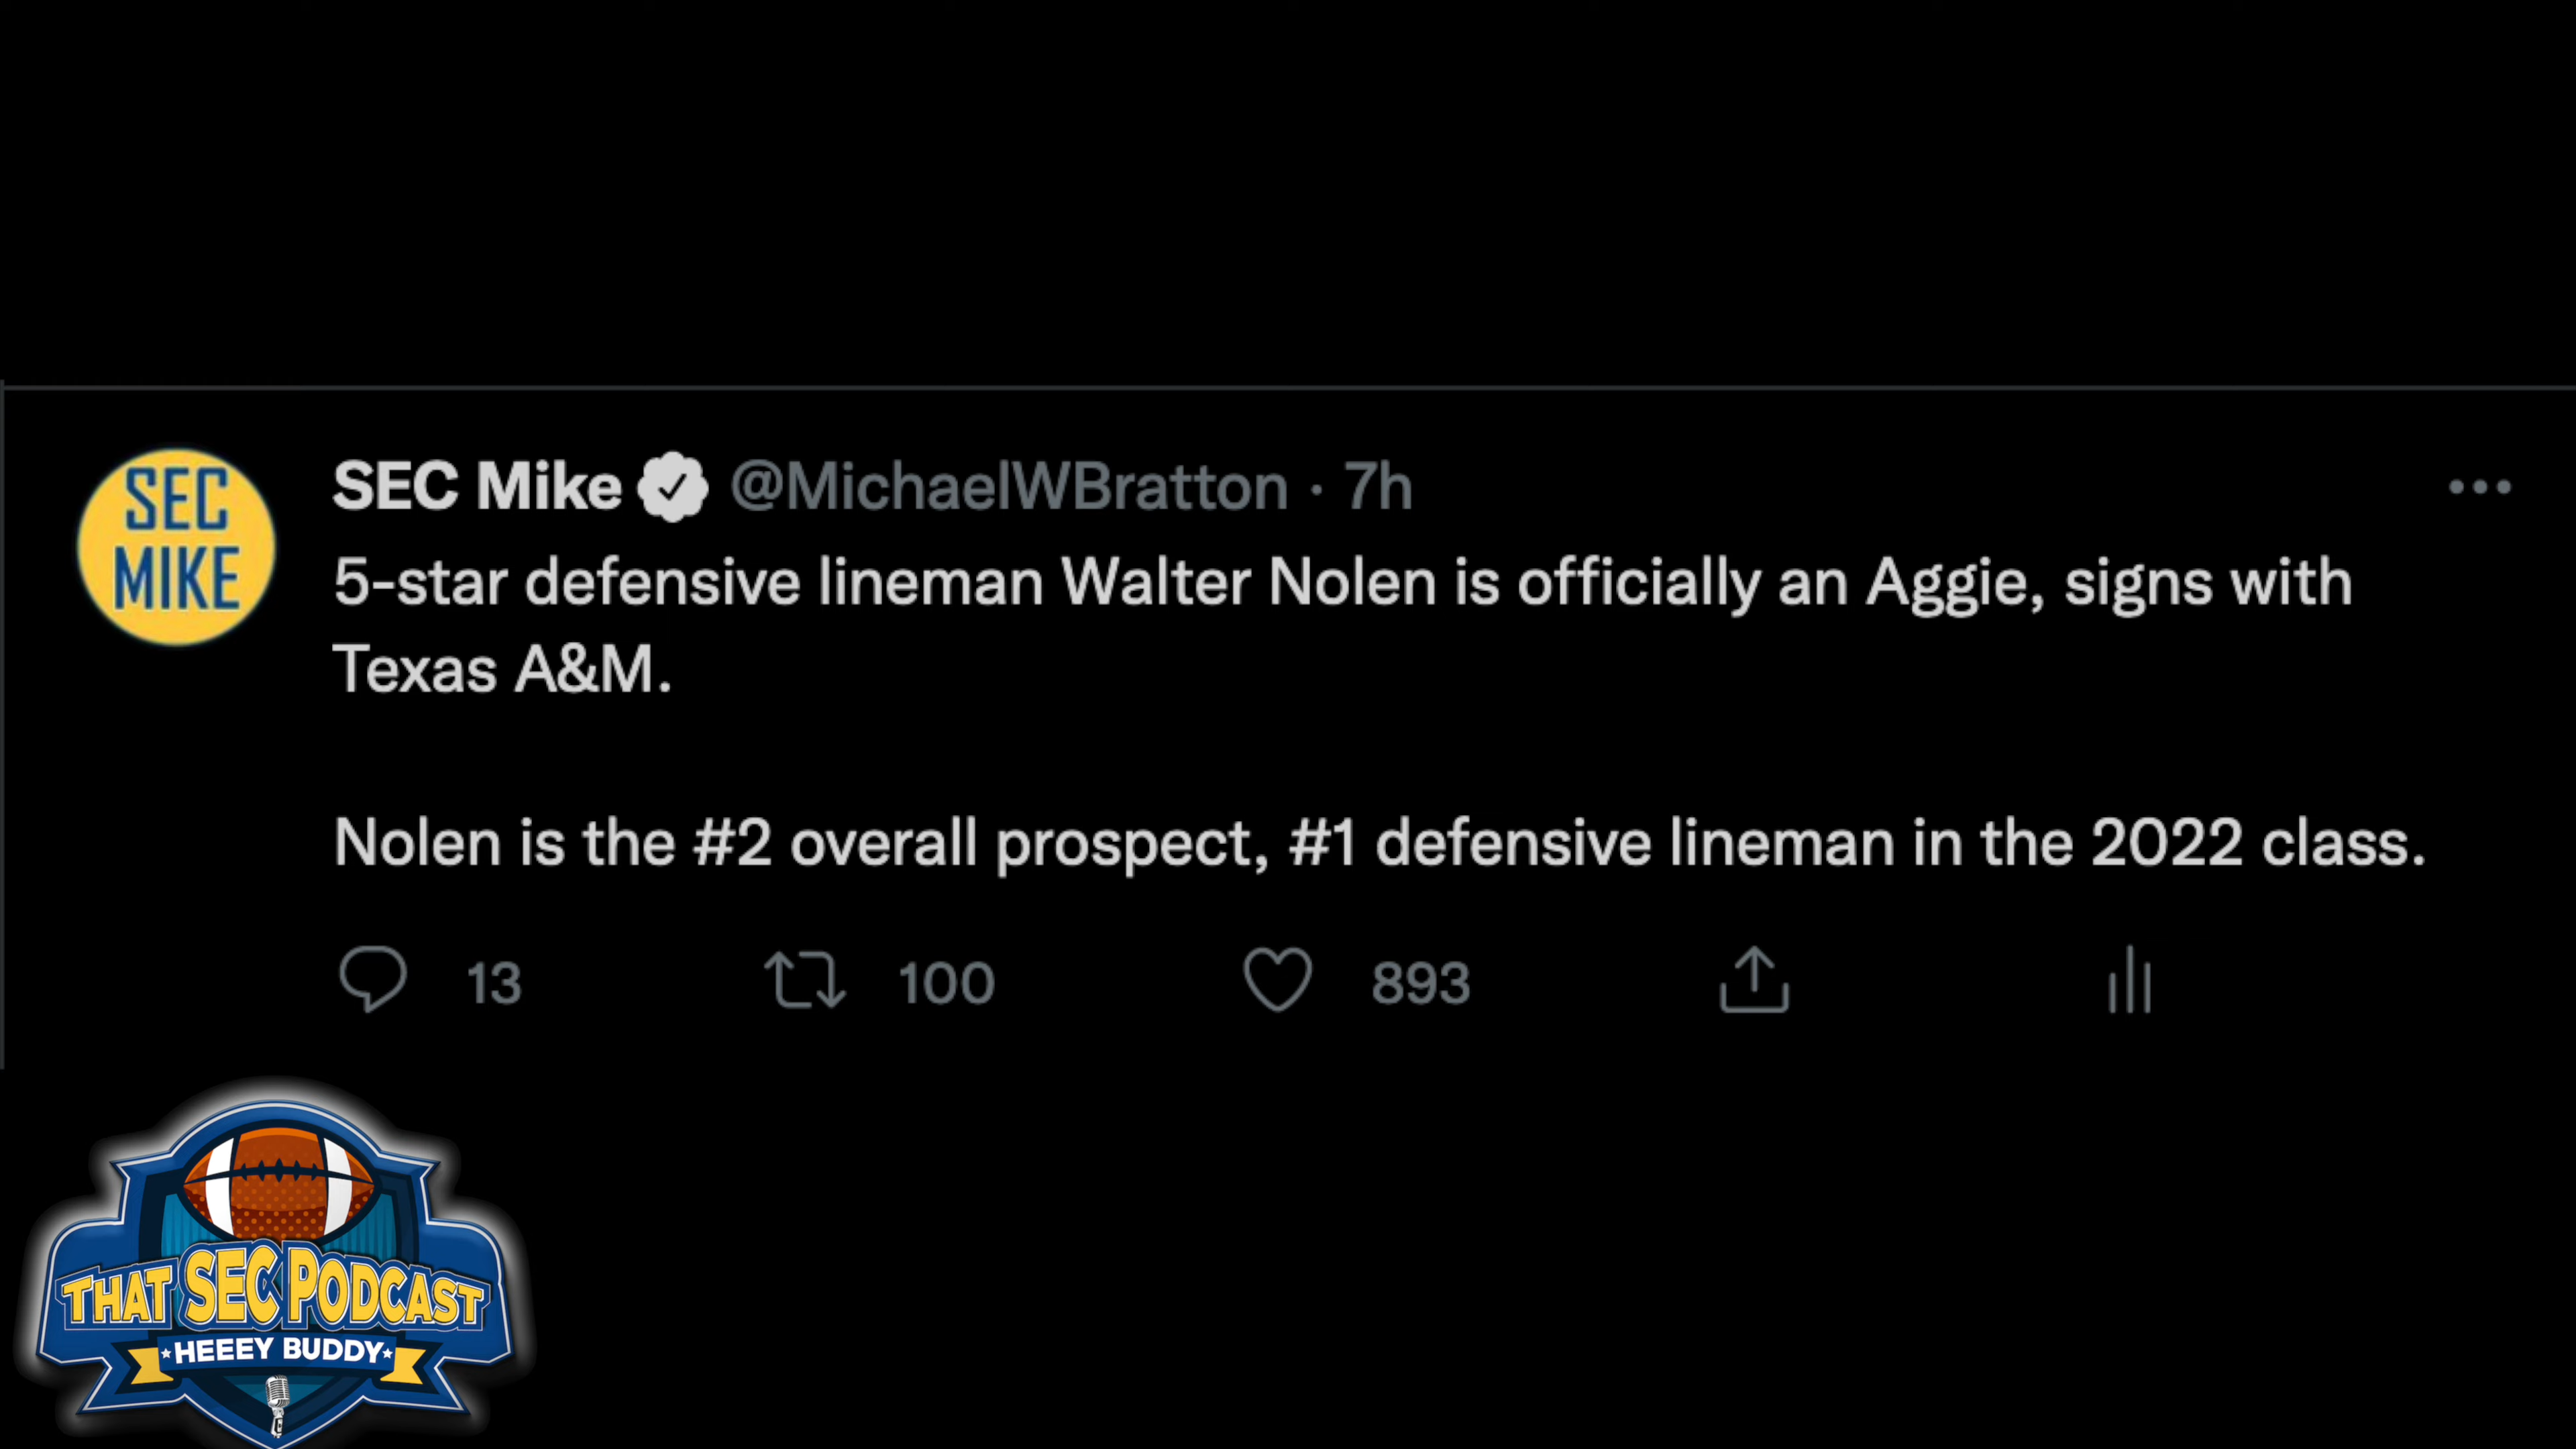 SEC
MIKE
SEC Mike @MichaelWBratton · 7h
5-star defensive lineman Walter Nolen is officially an Aggie, signs with
Texas A&M.
Nolen is the #2 overall prospect, #1 defensive lineman in the 2022 class.
13 100 893
THAT SEC PODCAST
HEEEY BUDDY